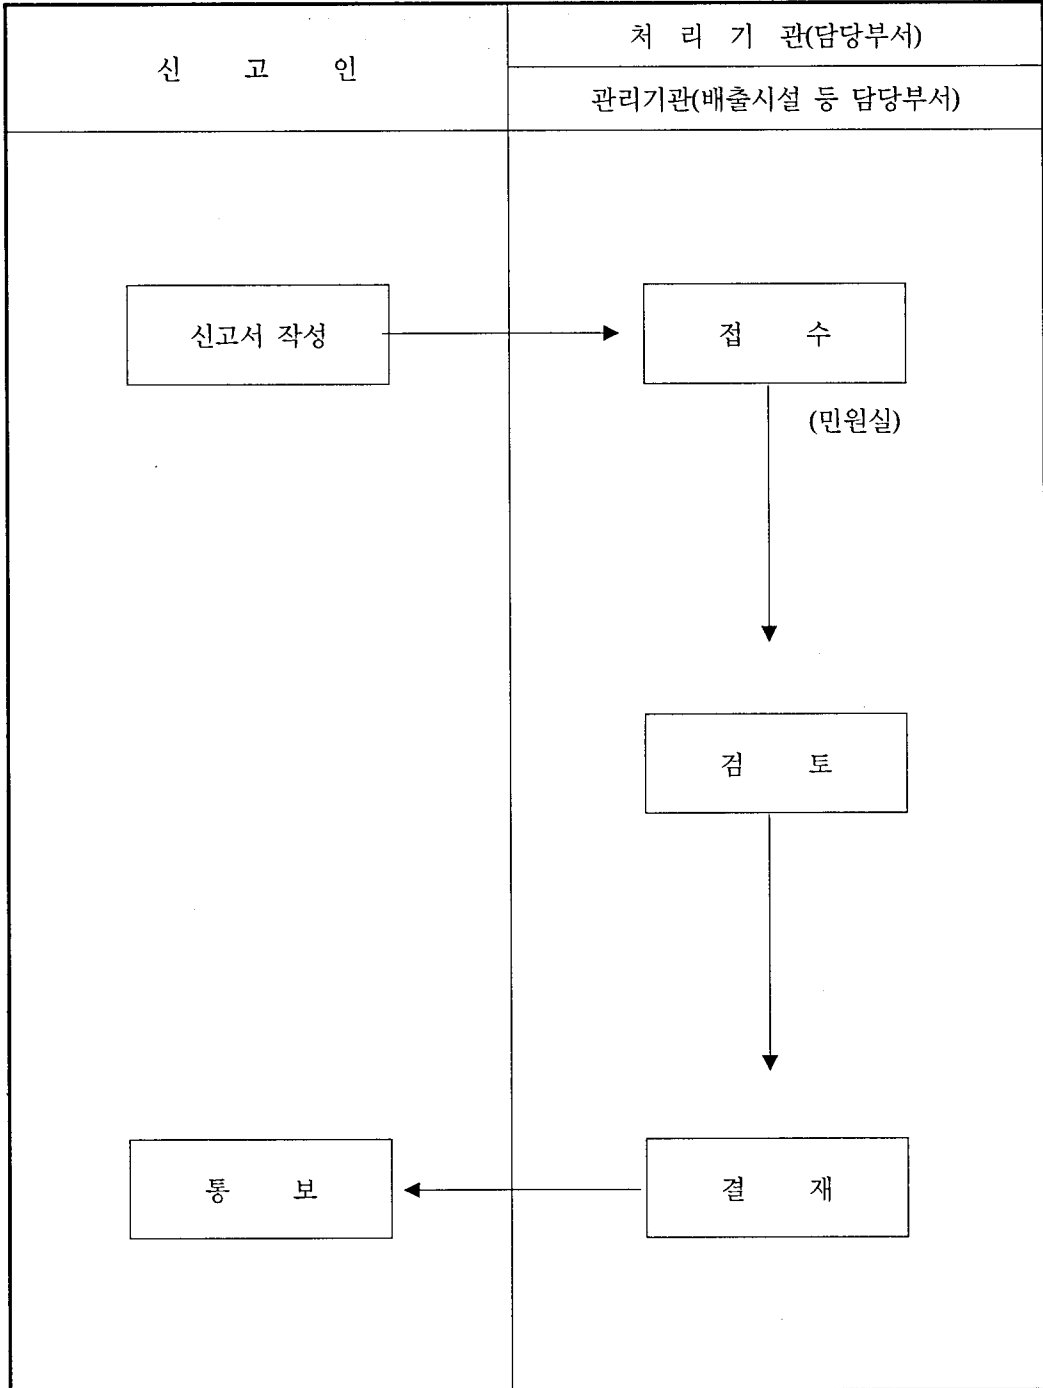 신 고 인
처 리 기 관(담당부서)
관리기관(배출시설 등 담당부서)
신고서 작성
접 수
(민원실)
검 토
통 보
결 재